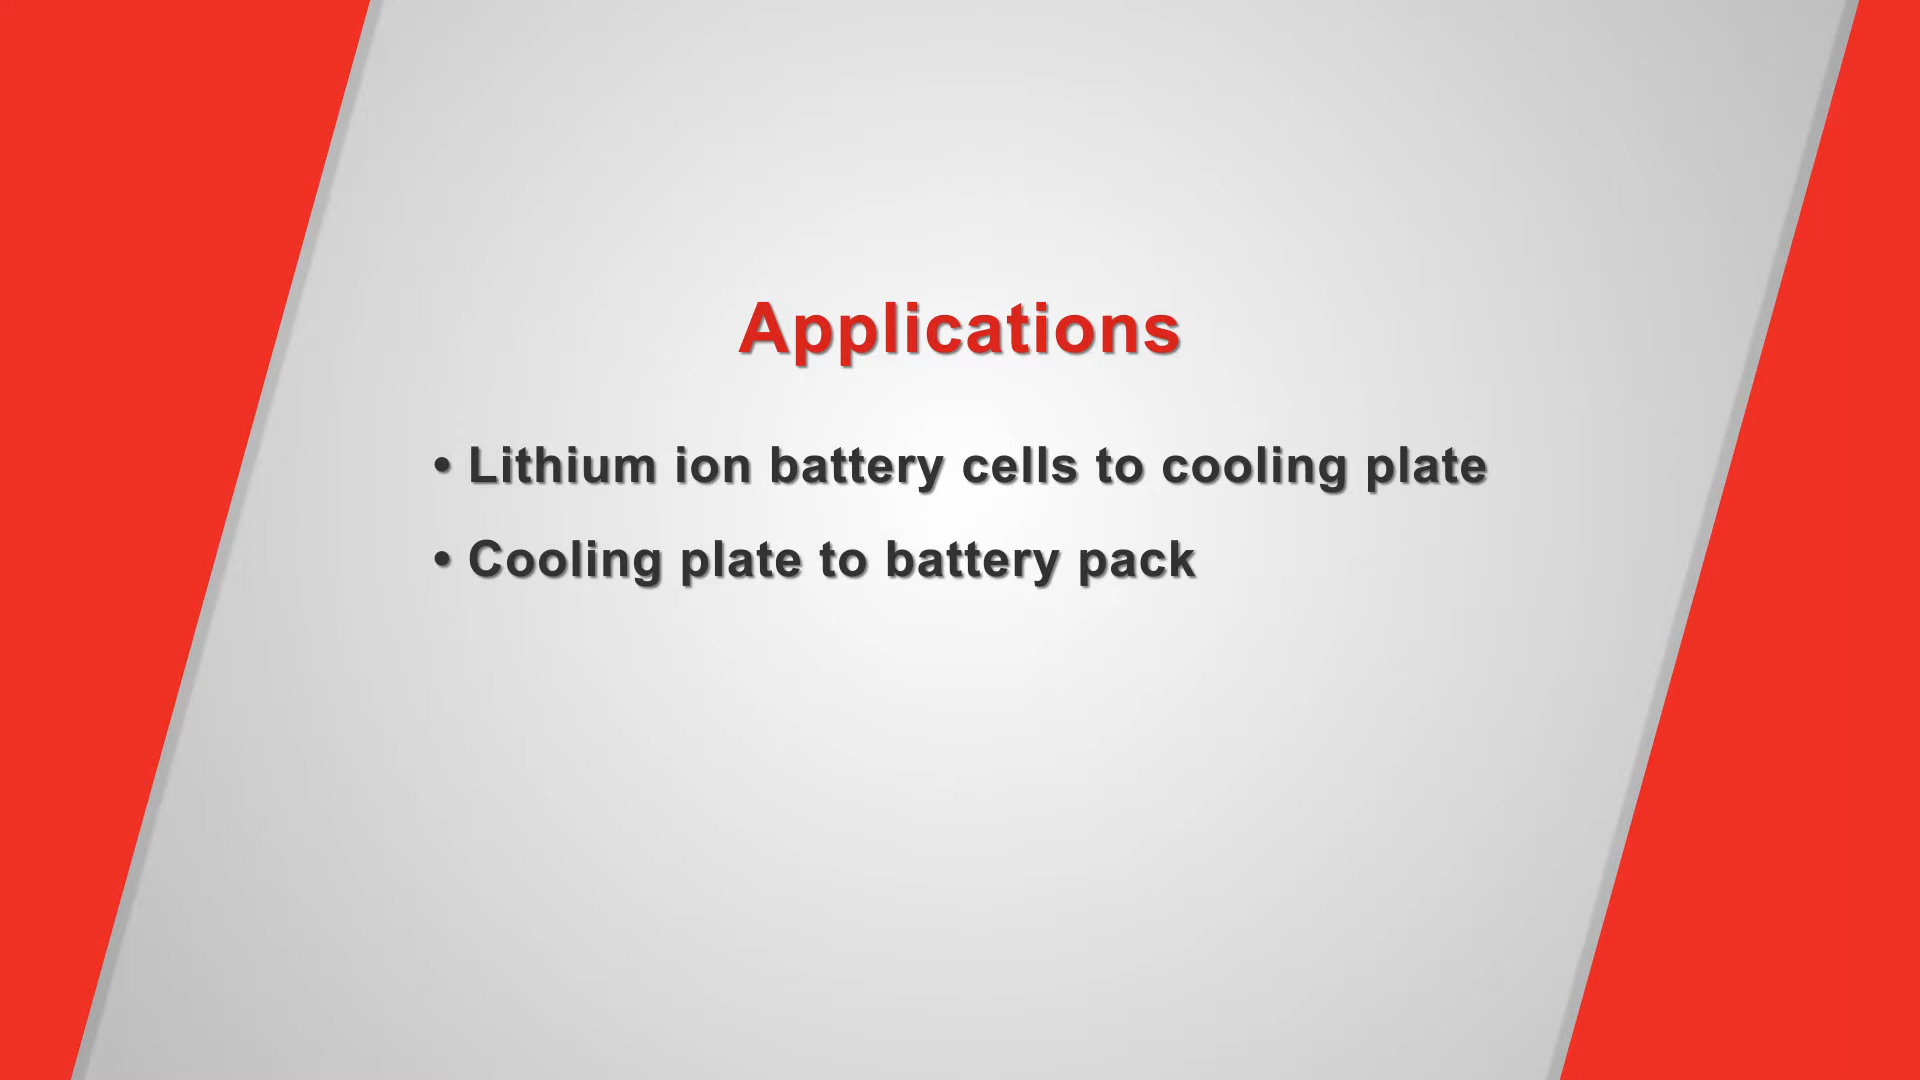 Applications
• Lithium ion battery cells to cooling plate
• Cooling plate to battery pack